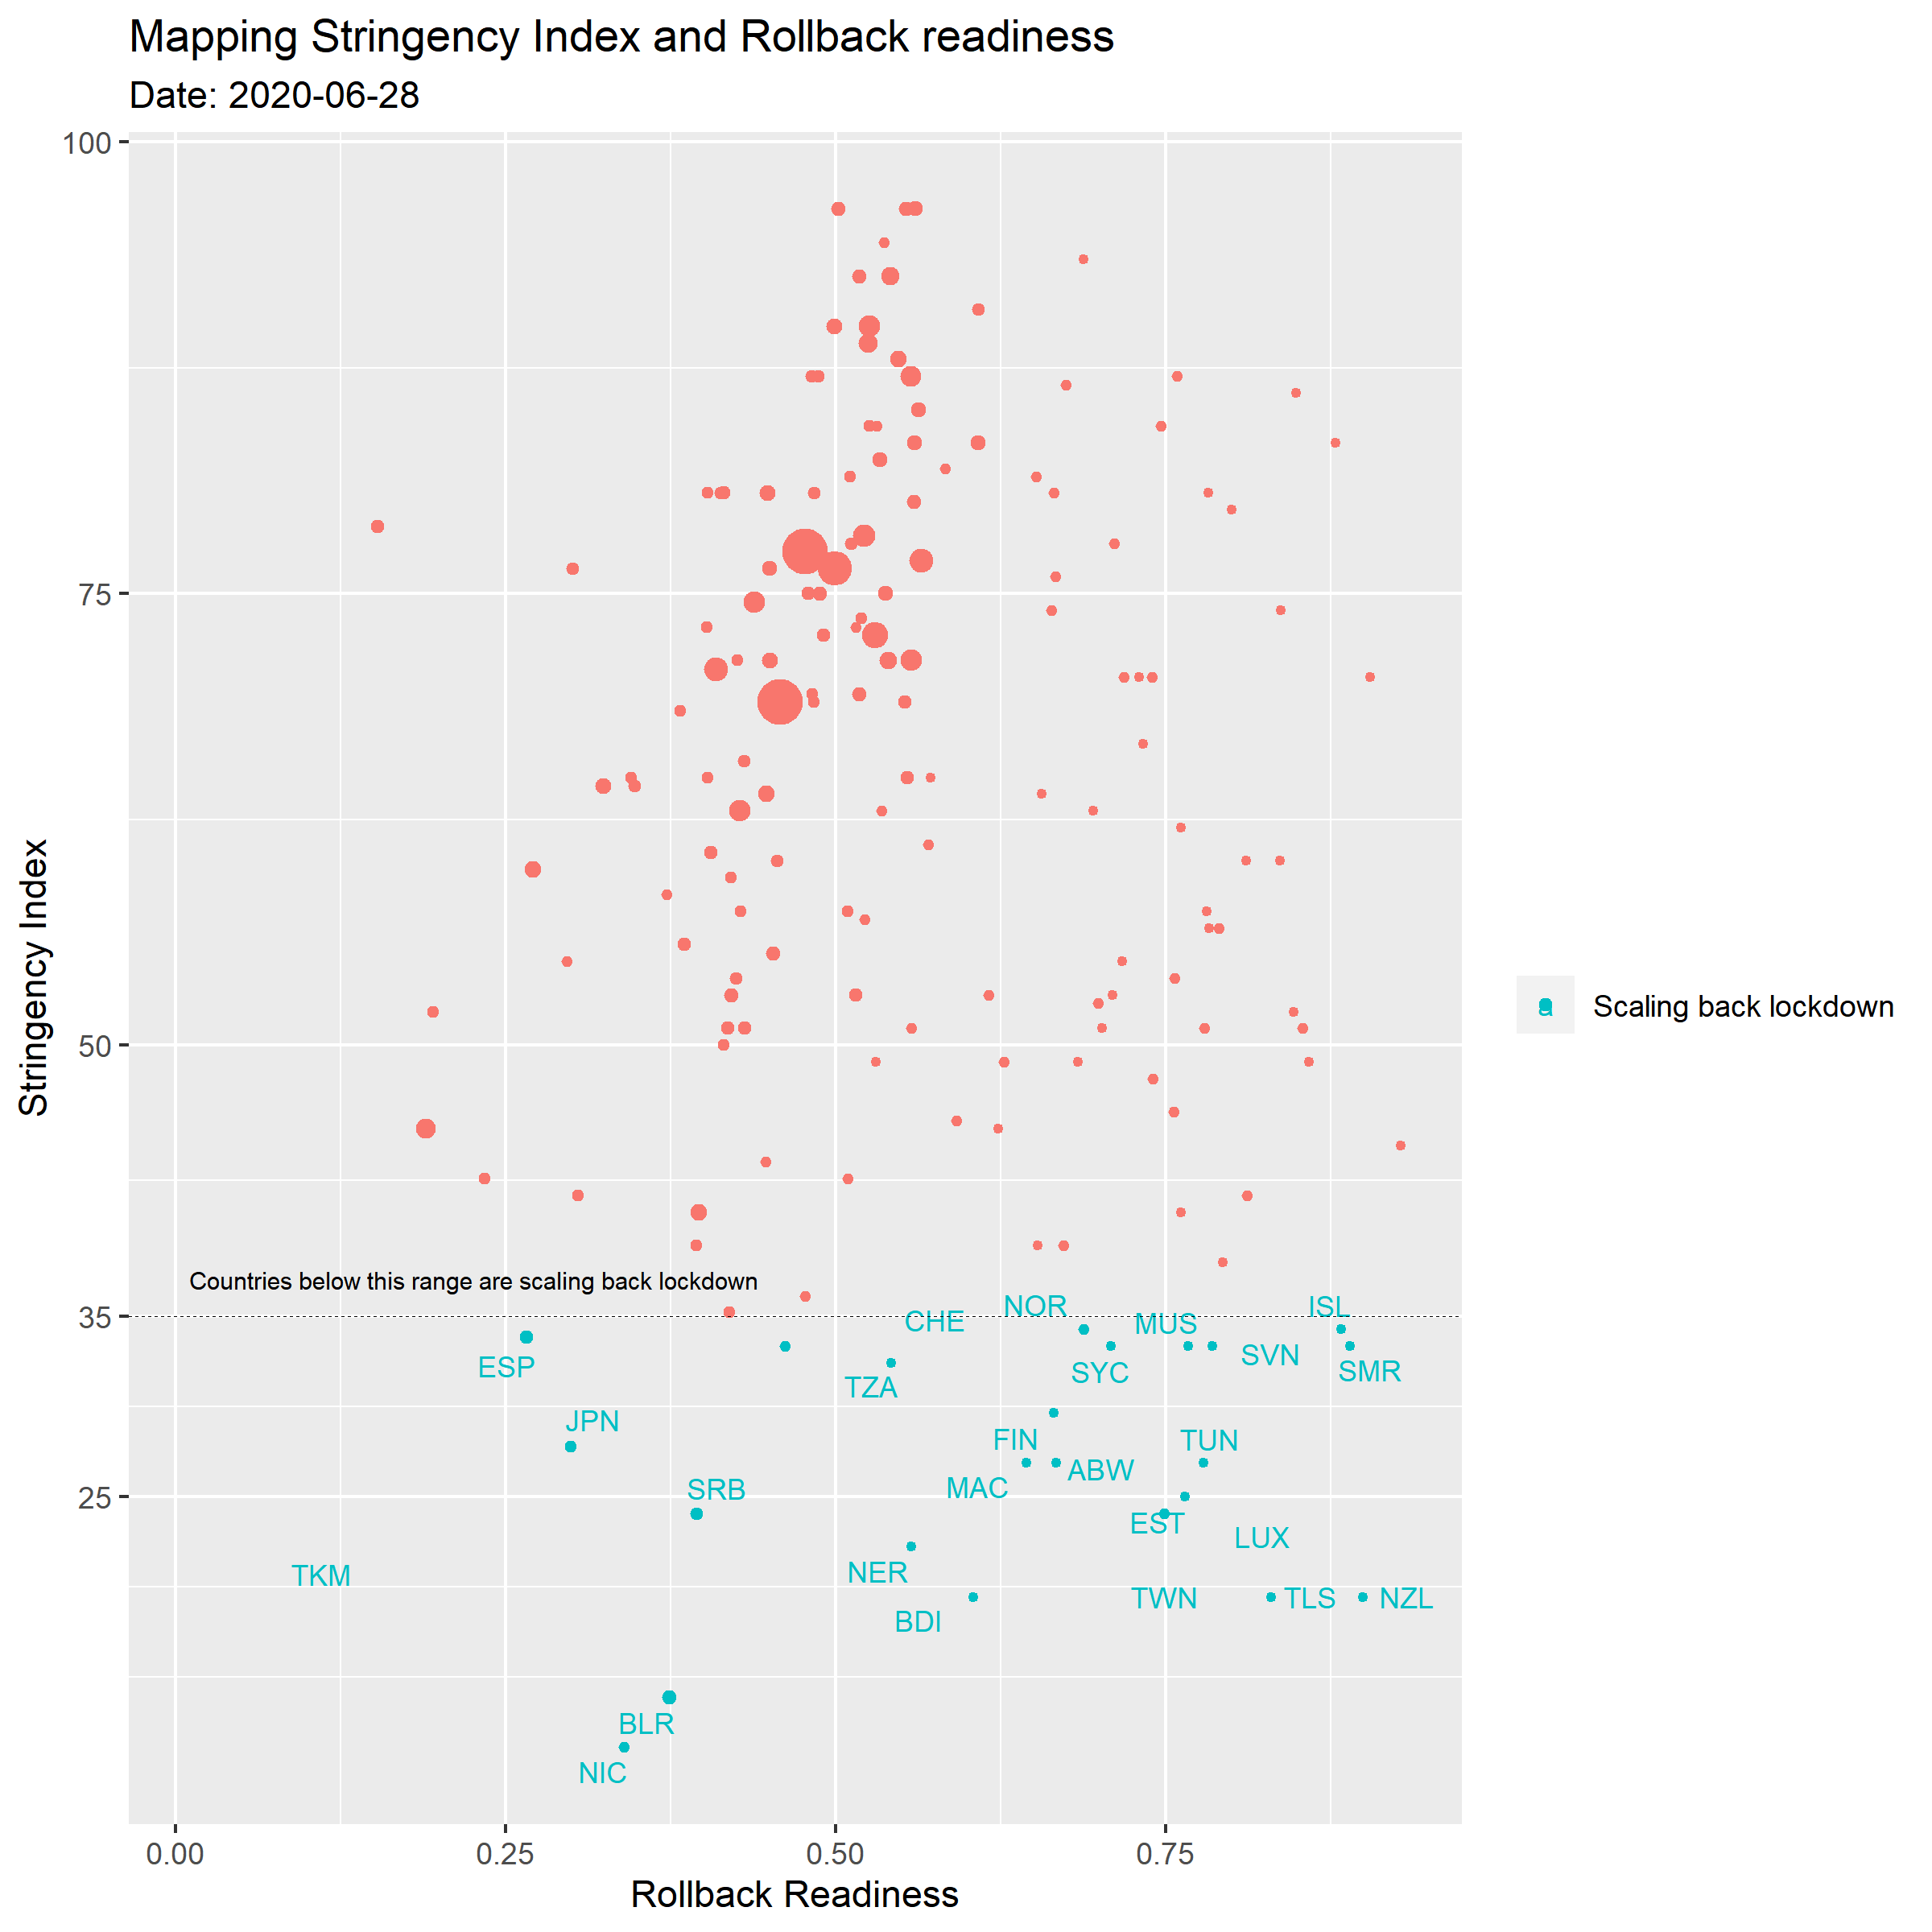 Mapping Stringency Index and Rollback readiness
Date: 2020-06-28
100
75
50
35
25
Stringency Index
Countries below this range are scaling back lockdown
NOR
ISL
CHE
MUS
SVN
ESP
SYC
SMR
TZA
JPN
FIN
TUN
ABW
MAC
SRB
EST
LUX
TKM
NER
TWN
TLS
NZL
BDI
BLR
NIC
0.00
0.25
0.50
0.75
Rollback Readiness
a Scaling back lockdown